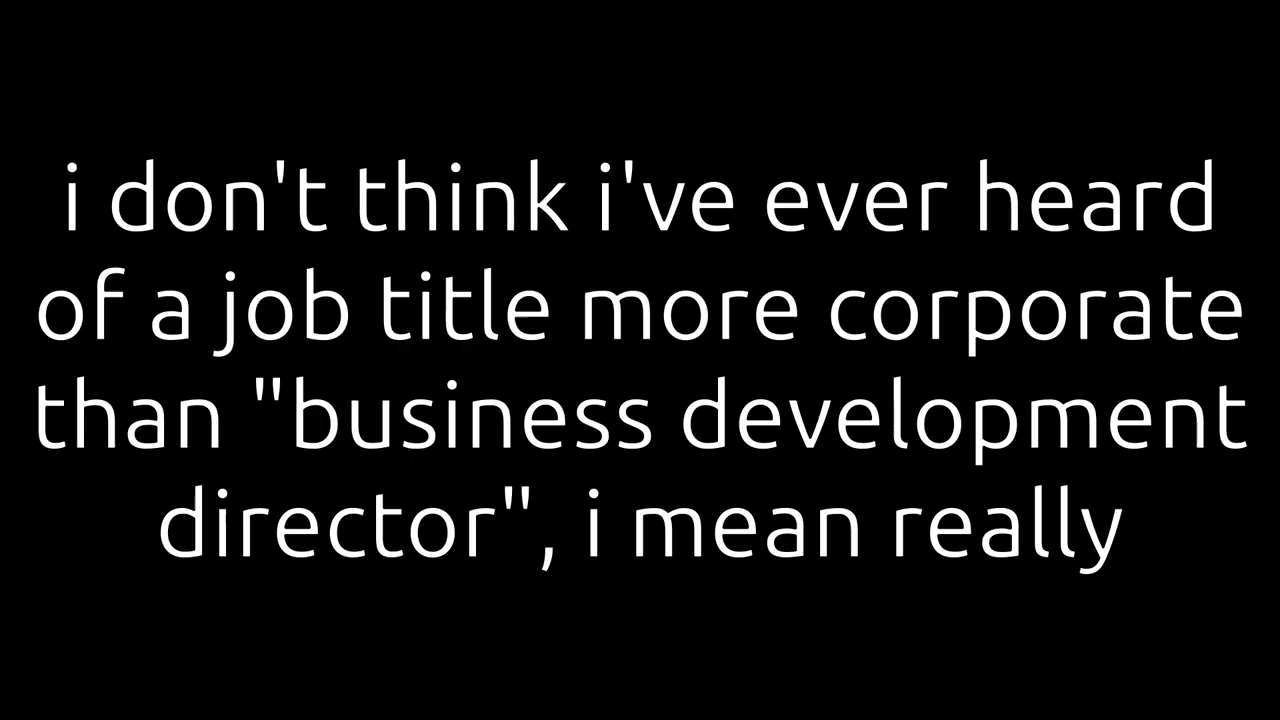 i don't think i've ever heard
of a job title more corporate
than "business development
director", i mean really